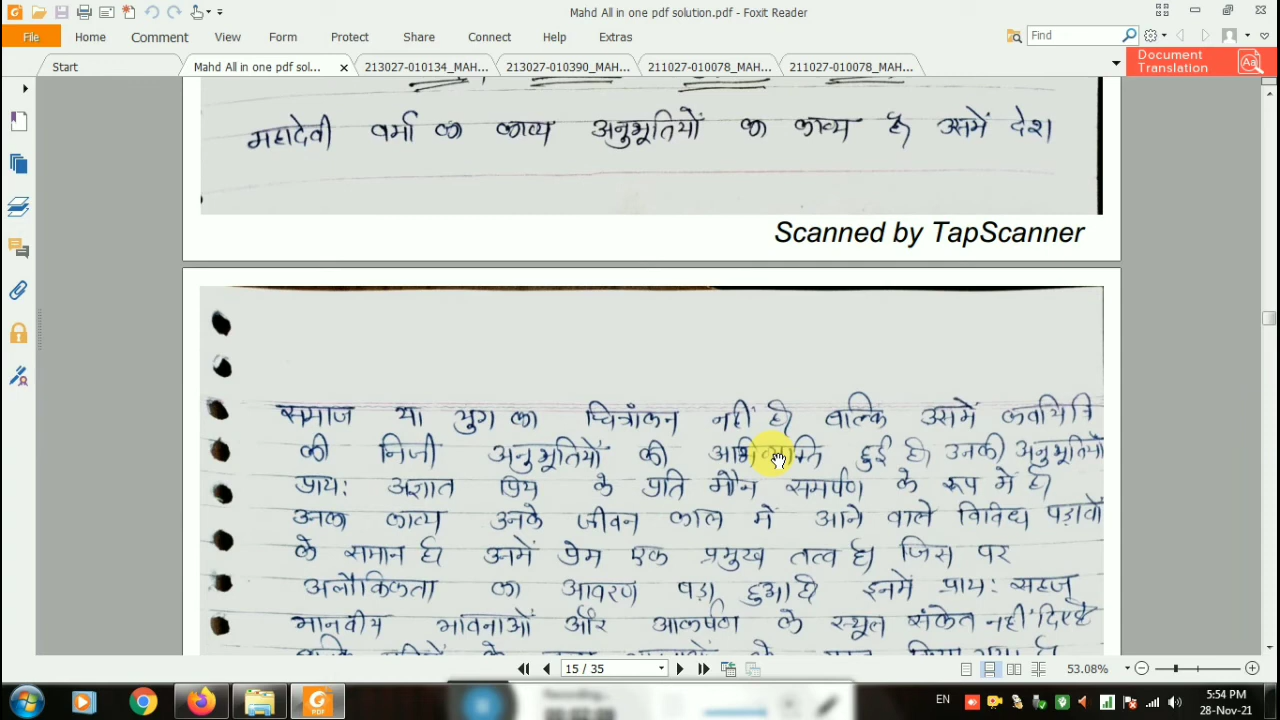 Mahd All in one pdf solution.pdf - Foxit Reader
File Home Comment View Form Protect Share Connect Help Extras Find
Document Translation
Start Mahd All in one pdf sol... 213027-010134_MAH... 213027-010390_MAH... 211027-010078_MAH... 211027-010078_MAH...
महादेवी वर्मा का काव्य अनुभूतियों का काव्य है उसमें देश
Scanned by TapScanner
समाज या युग का चित्रांकन नहीं है। बल्कि उसमें कवयित्रि
की निजी अनुभूतियों की अभिव्यक्ति हुई है। उनकी अनुभूतियाँ
प्राय: अज्ञात प्रिय के प्रति मौन समर्पण के रूप में है।
उनका काव्य उनके जीवन काल में आने वाले विविध पड़ावों
के समान है। उनमें प्रेम एक प्रमुख तत्व है। जिस पर
अलौकिकता का आवरण पड़ा हुआ है इनमें प्राय: सहज
मानवीय भावनाओं और आकर्षण के स्थूल संकेत नहीं दिए है
15 / 35 53.08%
EN 5:54 PM
28-Nov-21